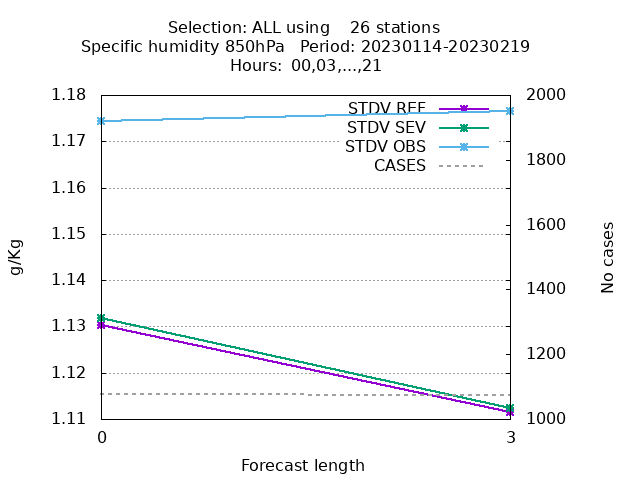 Selection: ALL using    26 stations
Specific humidity 850hPa   Period: 20230114-20230219
Hours:  00,03,...,21
1.18
1.17
1.16
1.15
1.14
1.13
1.12
1.11
g/Kg
STDV REF
STDV SEV
STDV OBS
CASES
2000
1800
1600
1400
1200
1000
No cases
0
3
Forecast length